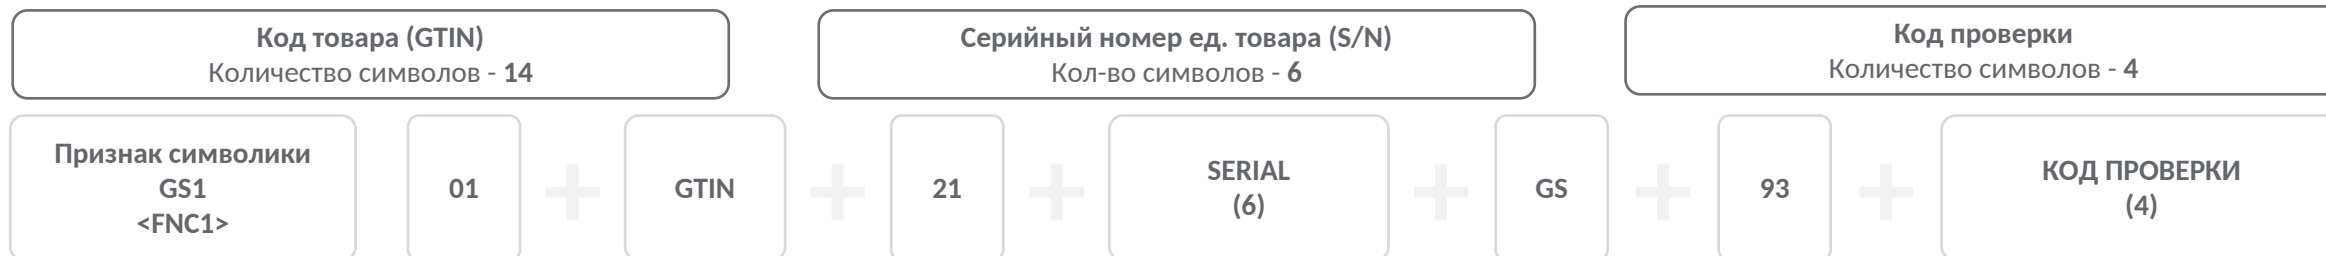 Код товара (GTIN)
Количество символов - 14
Серийный номер ед. товара (S/N)
Кол-во символов - 6
Код проверки
Количество символов - 4
Признак символики
GS1
<FNC1>
01
+
GTIN
+
21
+
SERIAL
(6)
+
GS
+
93
+
КОД ПРОВЕРКИ
(4)